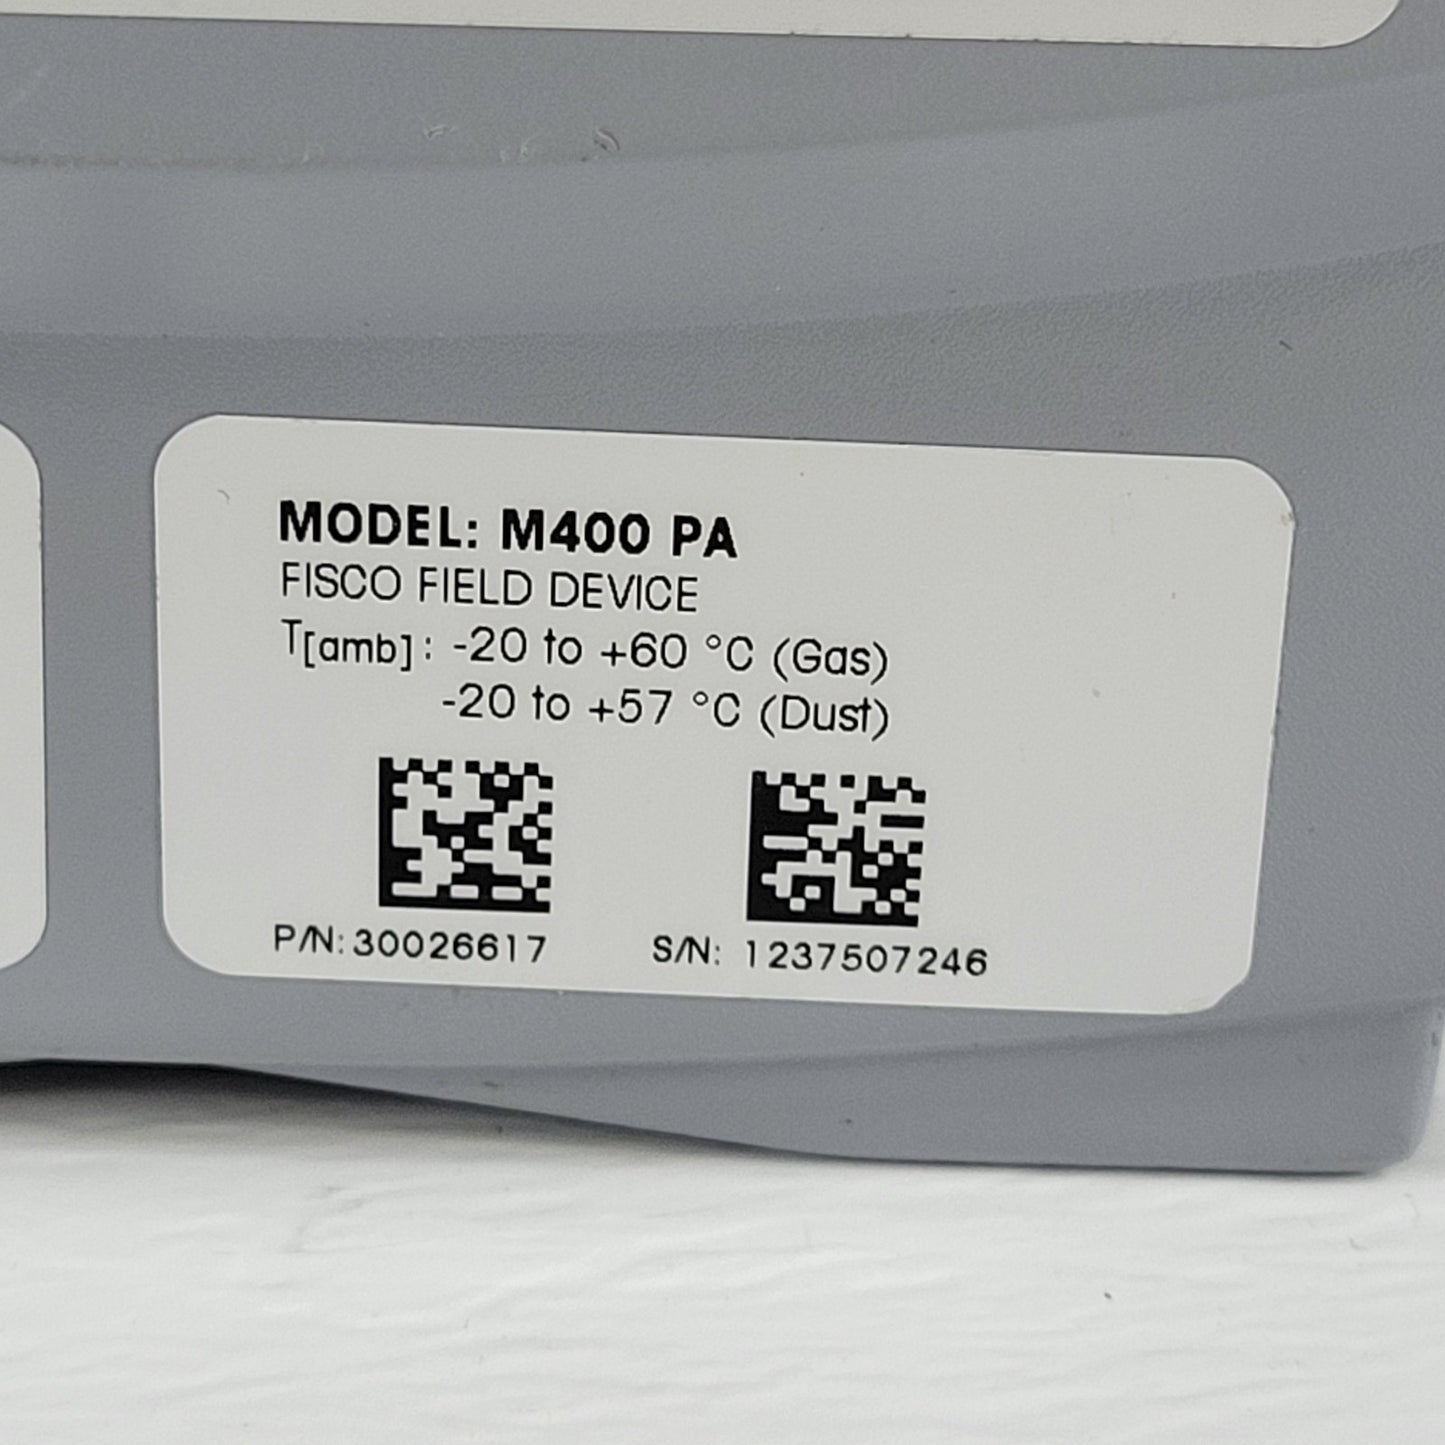 MODEL: M400 PA
FISCO FIELD DEVICE
T[amb]: -20 to +60 °C (Gas)
-20 to +57 °C (Dust)
P/N: 30026617
S/N: 1237507246